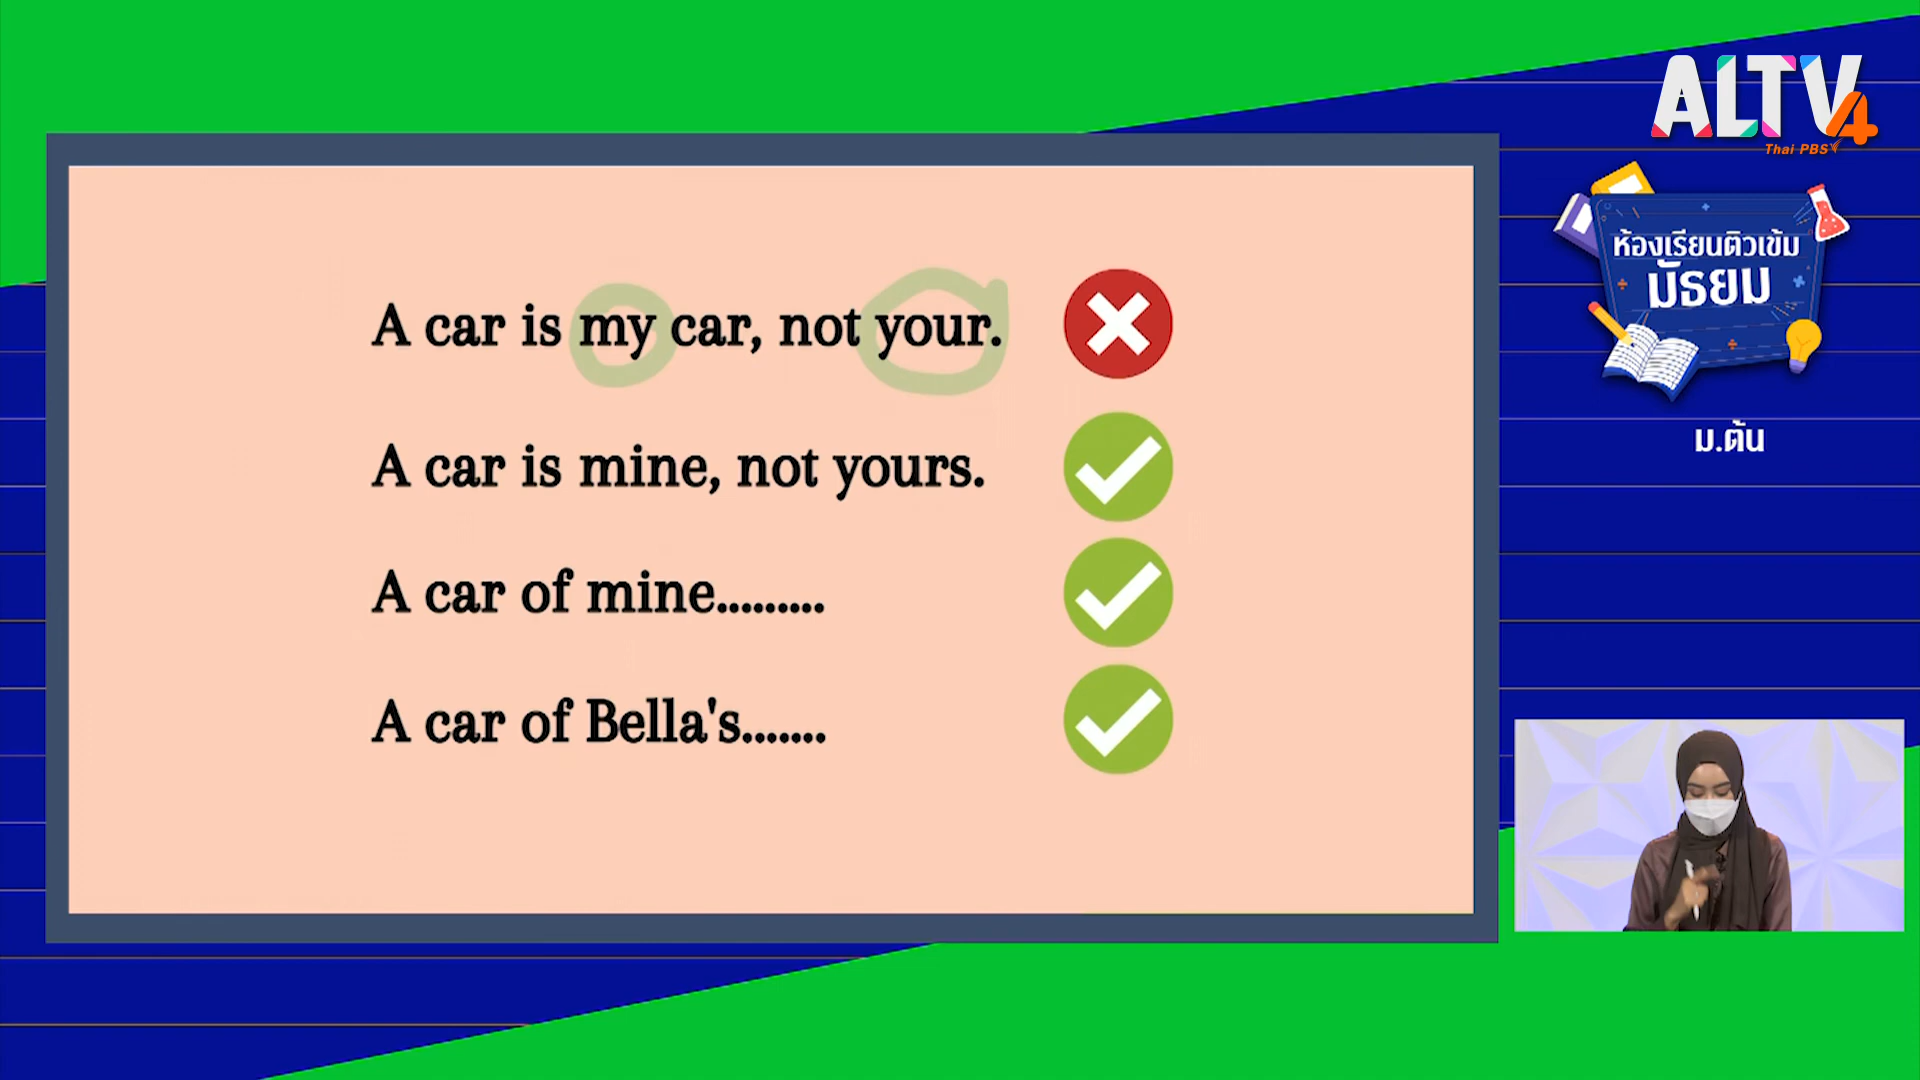 A car is my car, not your.
A car is mine, not yours.
A car of mine.........
A car of Bella's.......
ALTV4
Thai PBS
ห้องเรียนติวเข้ม
มัธยม
ม.ต้น